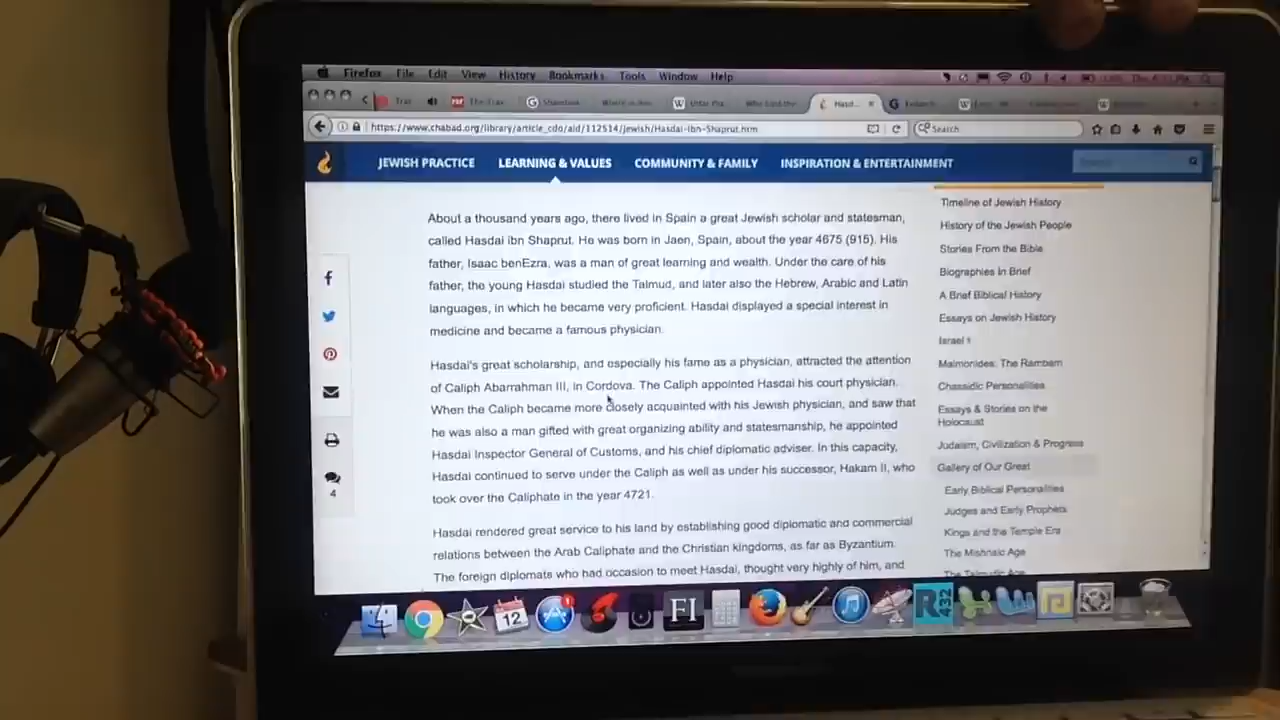 Firefox File Edit View History Bookmarks Tools Window Help
https://www.chabad.org/library/article_cdo/aid/112514/jewish/Hasdai-Ibn-Shaprut.htm
Search
JEWISH PRACTICE LEARNING & VALUES COMMUNITY & FAMILY INSPIRATION & ENTERTAINMENT
About a thousand years ago, there lived in Spain a great Jewish scholar and statesman,
called Hasdai ibn Shaprut. He was born in Jaen, Spain, about the year 4675 (915). His
father, Isaac benEzra, was a man of great learning and wealth. Under the care of his
father, the young Hasdai studied the Talmud, and later also the Hebrew, Arabic and Latin
languages, in which he became very proficient. Hasdai displayed a special interest in
medicine and became a famous physician.
Hasdai's great scholarship, and especially his fame as a physician, attracted the attention
of Caliph Abarrahman III, in Cordova. The Caliph appointed Hasdai his court physician.
When the Caliph became more closely acquainted with his Jewish physician, and saw that
he was also a man gifted with great organizing ability and statesmanship, he appointed
Hasdai Inspector General of Customs, and his chief diplomatic adviser. In this capacity,
Hasdai continued to serve under the Caliph as well as under his successor, Hakam II, who
took over the Caliphate in the year 4721.
Hasdai rendered great service to his land by establishing good diplomatic and commercial
relations between the Arab Caliphate and the Christian kingdoms, as far as Byzantium.
The foreign diplomats who had occasion to meet Hasdai, thought very highly of him, and
4
Timeline of Jewish History
History of the Jewish People
Stories From the Bible
Biographies In Brief
A Brief Biblical History
Essays on Jewish History
Israel
Maimonides: The Rambam
Chassidic Personalities
Essays & Stories on the
Holocaust
Judaism, Civilization & Progress
Gallery of Our Great
Early Biblical Personalities
Judges and Early Prophets
Kings and the Temple Era
The Mishnaic Age
The Talmudic Age
12
1
FI
R
432